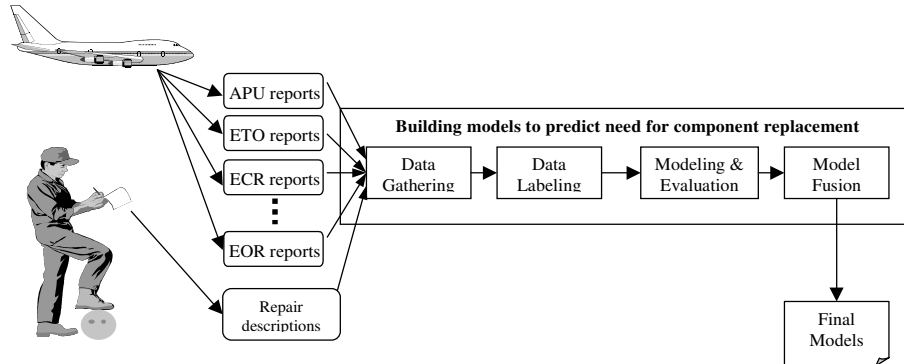 APU reports
ETO reports
ECR reports
EOR reports
Repair
descriptions
Building models to predict need for component replacement
Data
Gathering
Data
Labeling
Modeling &
Evaluation
Model
Fusion
Final
Models